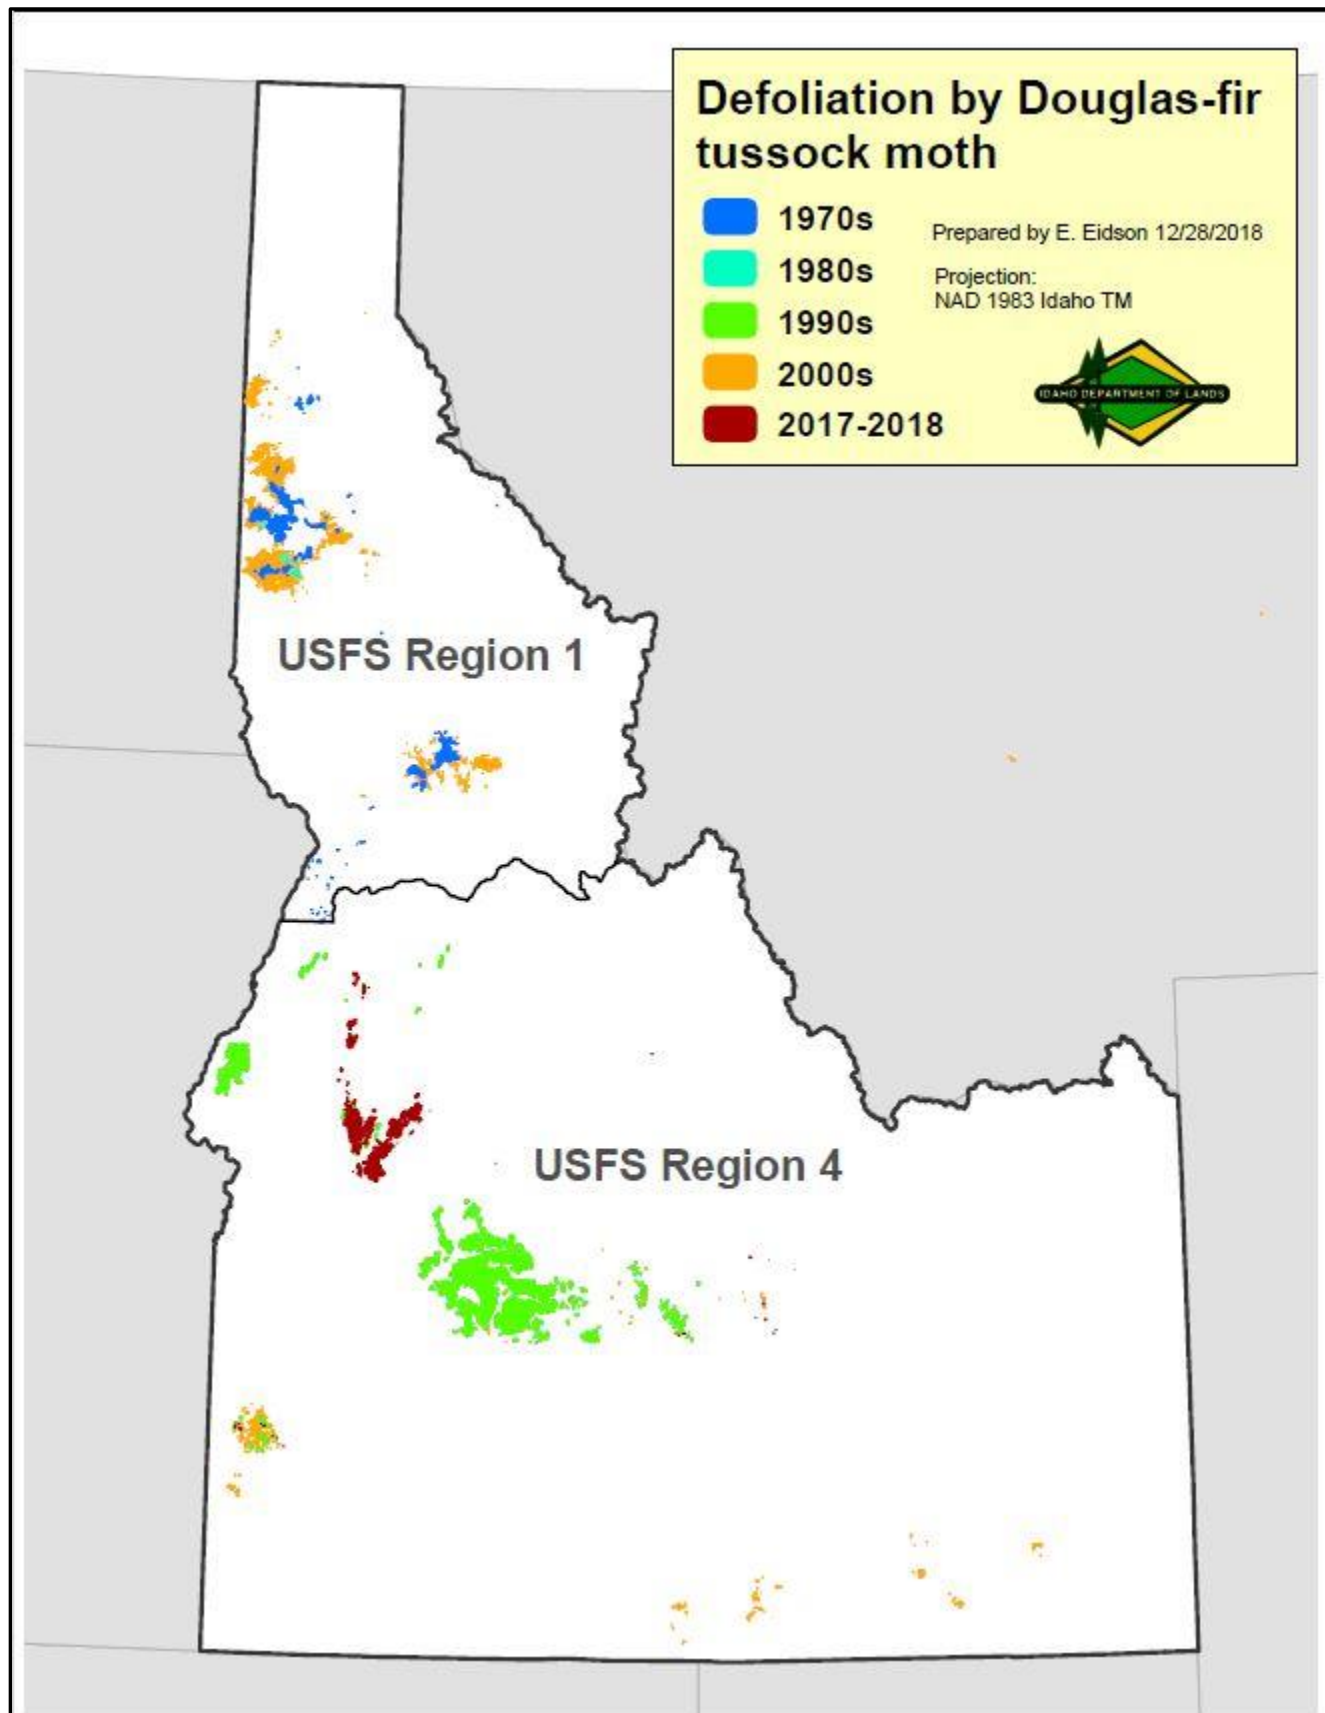 Defoliation by Douglas-fir
tussock moth
1970s
1980s
1990s
2000s
2017-2018
Prepared by E. Eidson 12/28/2018
Projection:
NAD 1983 Idaho TM
IDAHO DEPARTMENT OF LANDS
USFS Region 1
USFS Region 4